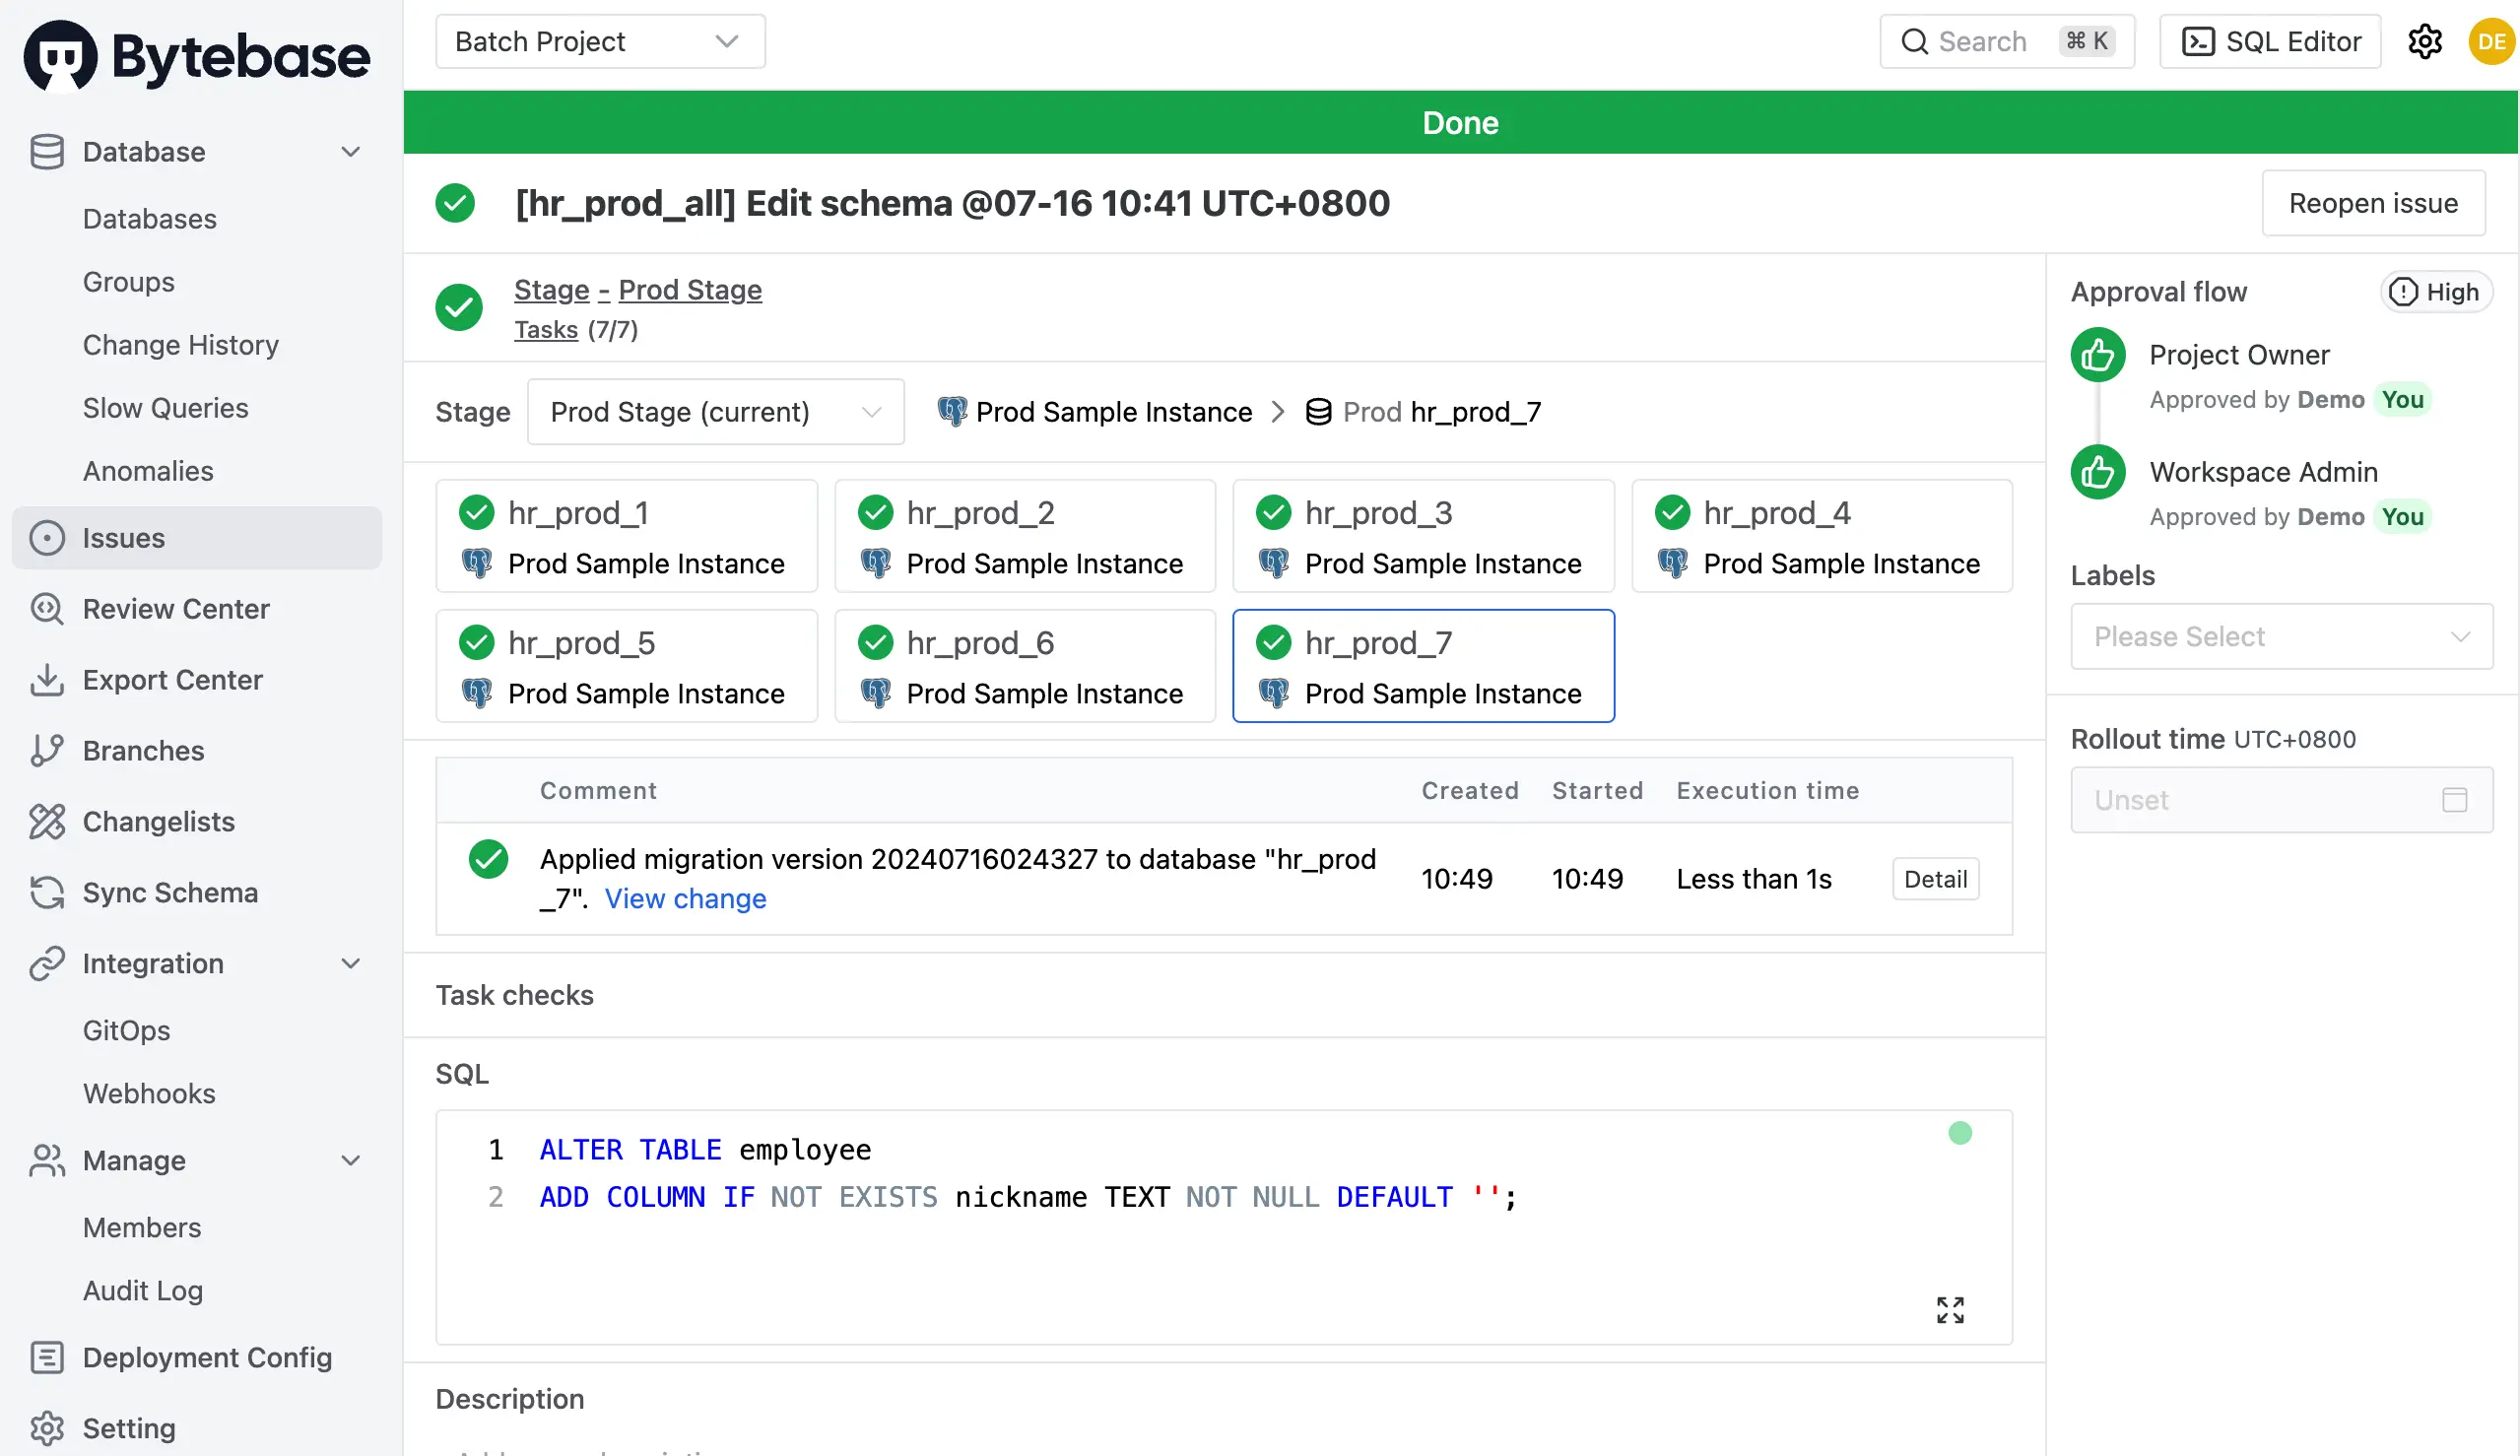 Bytebase
Batch Project
Search ⌘ K
SQL Editor
DE
Database
Databases
Groups
Change History
Slow Queries
Anomalies
Issues
Review Center
Export Center
Branches
Changelists
Sync Schema
Integration
GitOps
Webhooks
Manage
Members
Audit Log
Deployment Config
Setting
Done
[hr_prod_all] Edit schema @07-16 10:41 UTC+0800
Reopen issue
Stage - Prod Stage
Tasks (7/7)
Stage Prod Stage (current) Prod Sample Instance > Prod hr_prod_7
hr_prod_1
Prod Sample Instance
hr_prod_2
Prod Sample Instance
hr_prod_3
Prod Sample Instance
hr_prod_4
Prod Sample Instance
hr_prod_5
Prod Sample Instance
hr_prod_6
Prod Sample Instance
hr_prod_7
Prod Sample Instance
Comment Created Started Execution time
Applied migration version 20240716024327 to database "hr_prod
_7". View change
10:49 10:49 Less than 1s Detail
Task checks
SQL
1 ALTER TABLE employee
2 ADD COLUMN IF NOT EXISTS nickname TEXT NOT NULL DEFAULT '';
Description
Approval flow High
Project Owner
Approved by Demo You
Workspace Admin
Approved by Demo You
Labels
Please Select
Rollout time UTC+0800
Unset